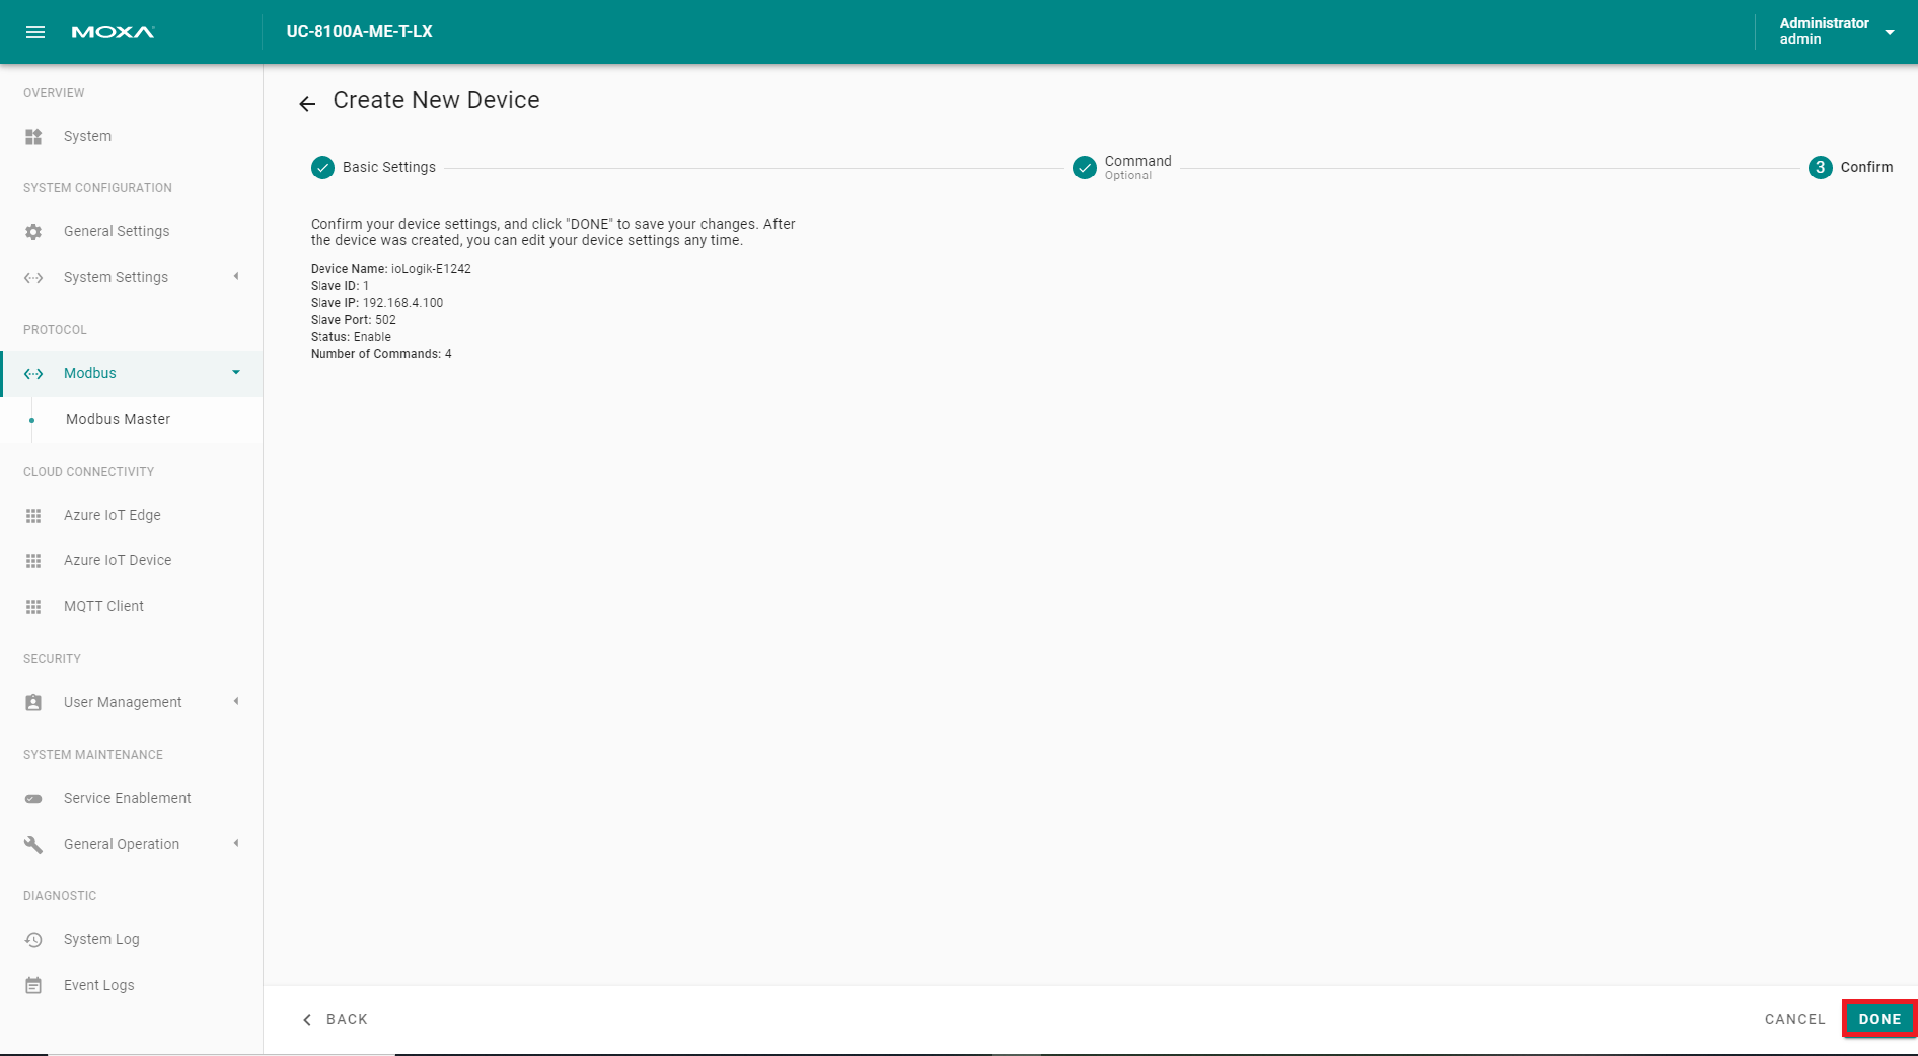 MOXA
UC-8100A-ME-T-LX
Administrator
admin
OVERVIEW
System
SYSTEM CONFIGURATION
General Settings
System Settings
PROTOCOL
Modbus
Modbus Master
CLOUD CONNECTIVITY
Azure IoT Edge
Azure IoT Device
MQTT Client
SECURITY
User Management
SYSTEM MAINTENANCE
Service Enablement
General Operation
DIAGNOSTIC
System Log
Event Logs
Create New Device
Basic Settings
Command
Optional
3 Confirm
Confirm your device settings, and click "DONE" to save your changes. After
the device was created, you can edit your device settings any time.
Device Name: ioLogik-E1242
Slave ID: 1
Slave IP: 192.168.4.100
Slave Port: 502
Status: Enable
Number of Commands: 4
BACK
CANCEL
DONE